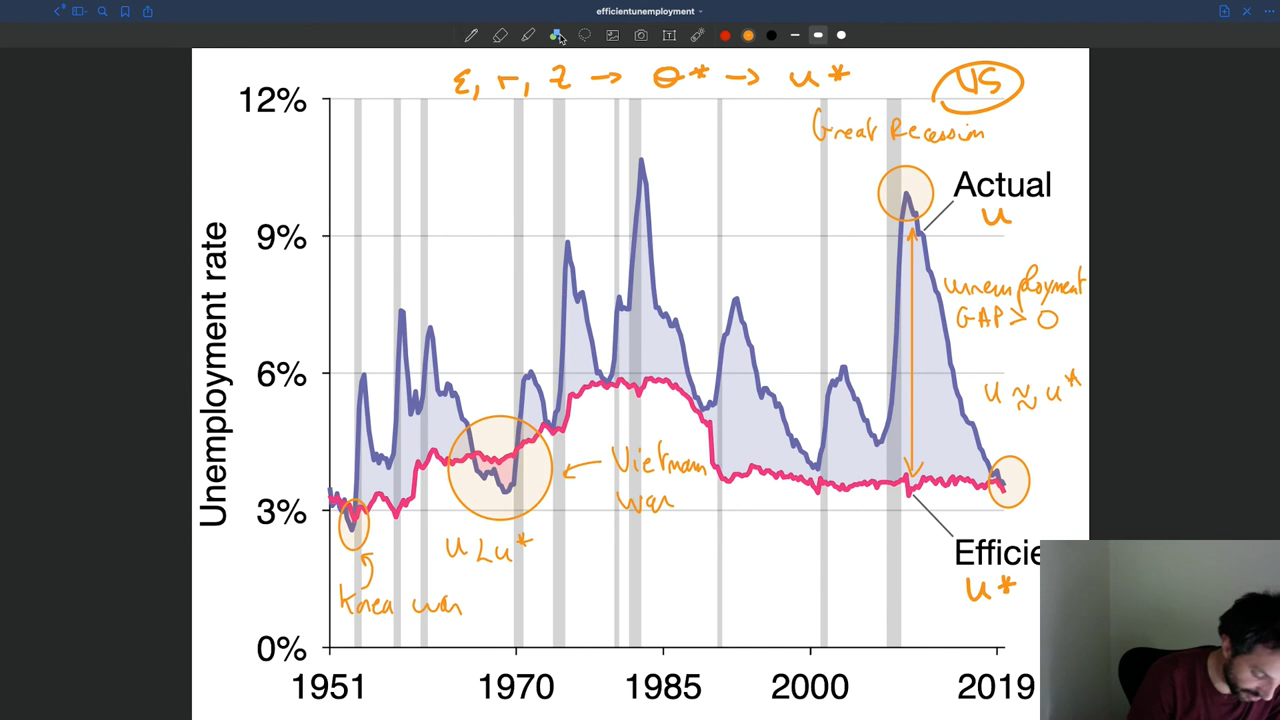 efficientunemployment
ε, r, z → θ* → u*
VS
12%
Great Recession
Actual
u
9%
unemployment
GAP > 0
6%
u ≈ u*
Unemployment rate
Vietnam
war
3%
u < u*
Efficie
u*
Korea war
0%
1951
1970
1985
2000
2019